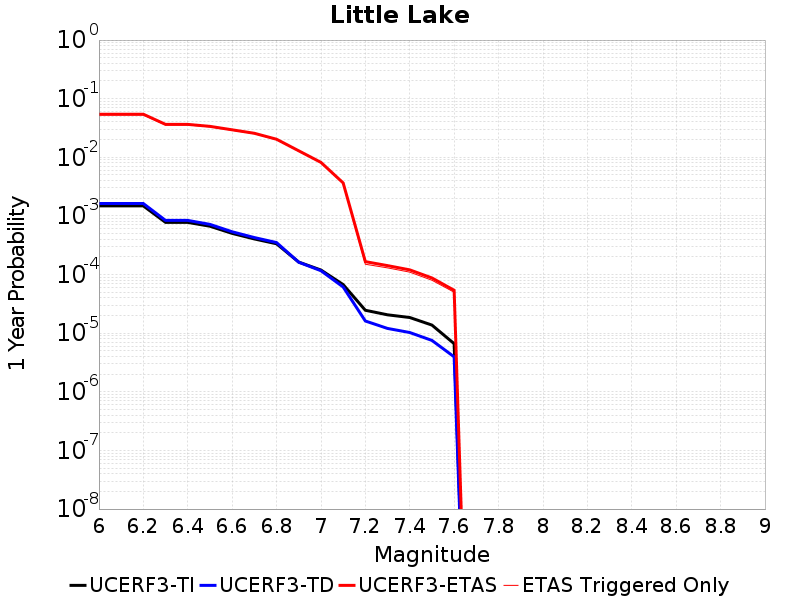 Little Lake
1 Year Probability
10^0
10^-1
10^-2
10^-3
10^-4
10^-5
10^-6
10^-7
10^-8
6 6.2 6.4 6.6 6.8 7 7.2 7.4 7.6 7.8 8 8.2 8.4 8.6 8.8 9
Magnitude
UCERF3-TI UCERF3-TD UCERF3-ETAS ETAS Triggered Only